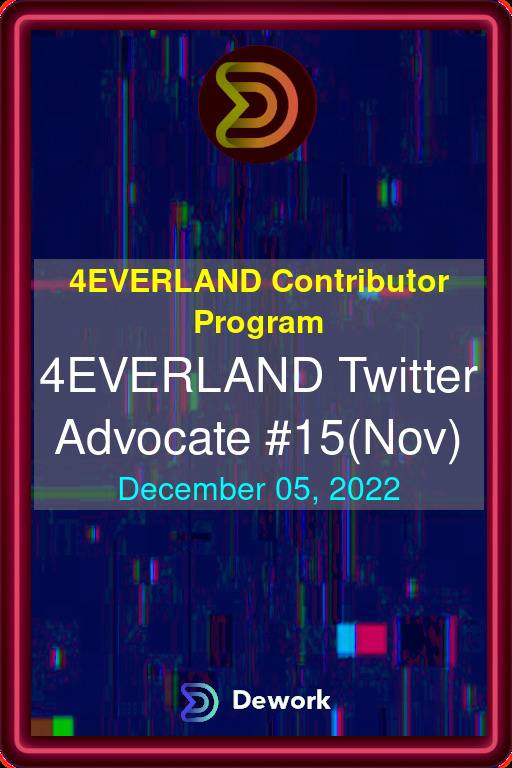 4EVERLAND Contributor
Program
4EVERLAND Twitter
Advocate #15(Nov)
December 05, 2022
Dework